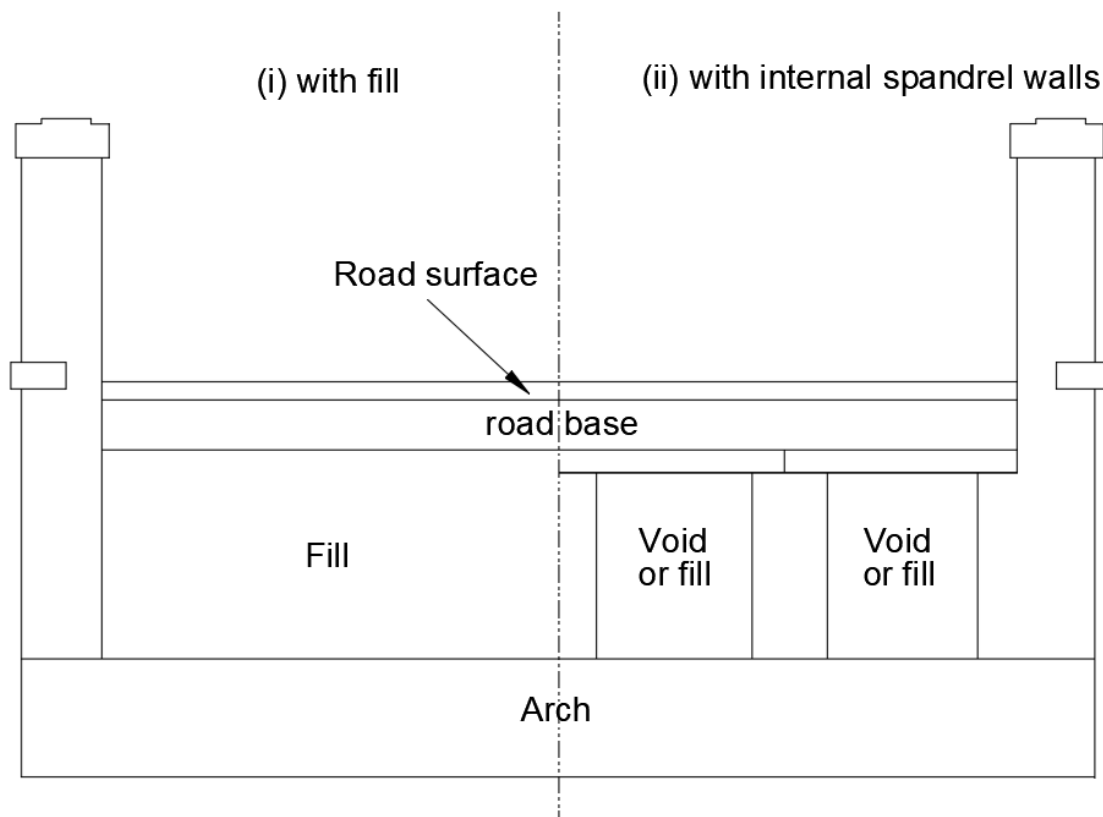 (i) with fill
(ii) with internal spandrel walls
Road surface
road base
Fill
Void
or fill
Void
or fill
Arch